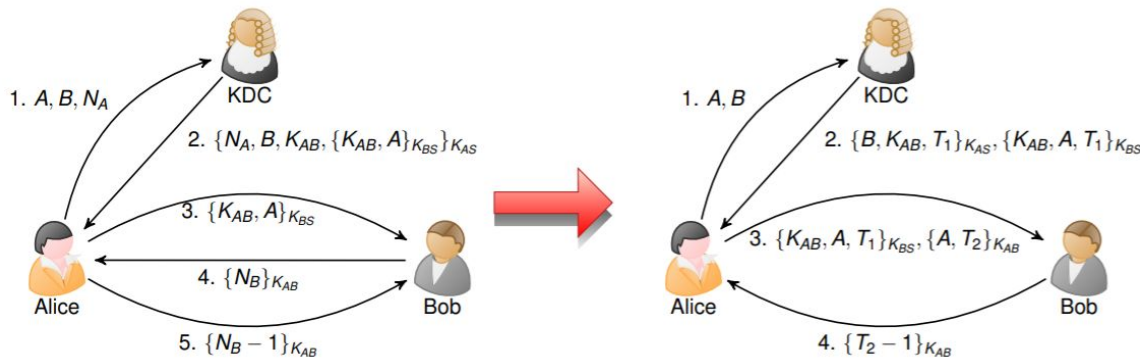 KDC
1. A, B, N_A
2. {N_A, B, K_AB, {K_AB, A}_K_BS}_K_AS
3. {K_AB, A}_K_BS
4. {N_B}_K_AB
Alice
Bob
5. {N_B − 1}_K_AB
KDC
1. A, B
2. {B, K_AB, T_1}_K_AS, {K_AB, A, T_1}_K_BS
3. {K_AB, A, T_1}_K_BS, {A, T_2}_K_AB
Alice
Bob
4. {T_2 − 1}_K_AB